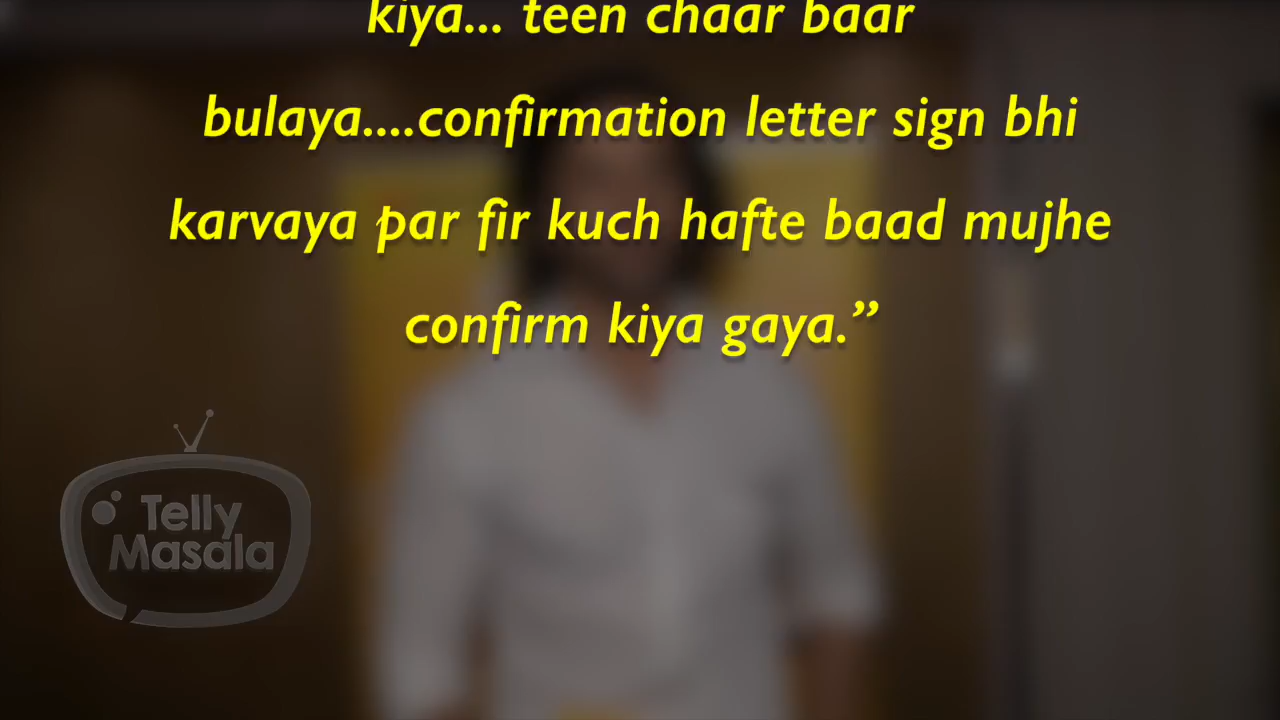 kiya... teen chaar baar
bulaya....confirmation letter sign bhi
karvaya par fir kuch hafte baad mujhe
confirm kiya gaya.”
Telly
Masala